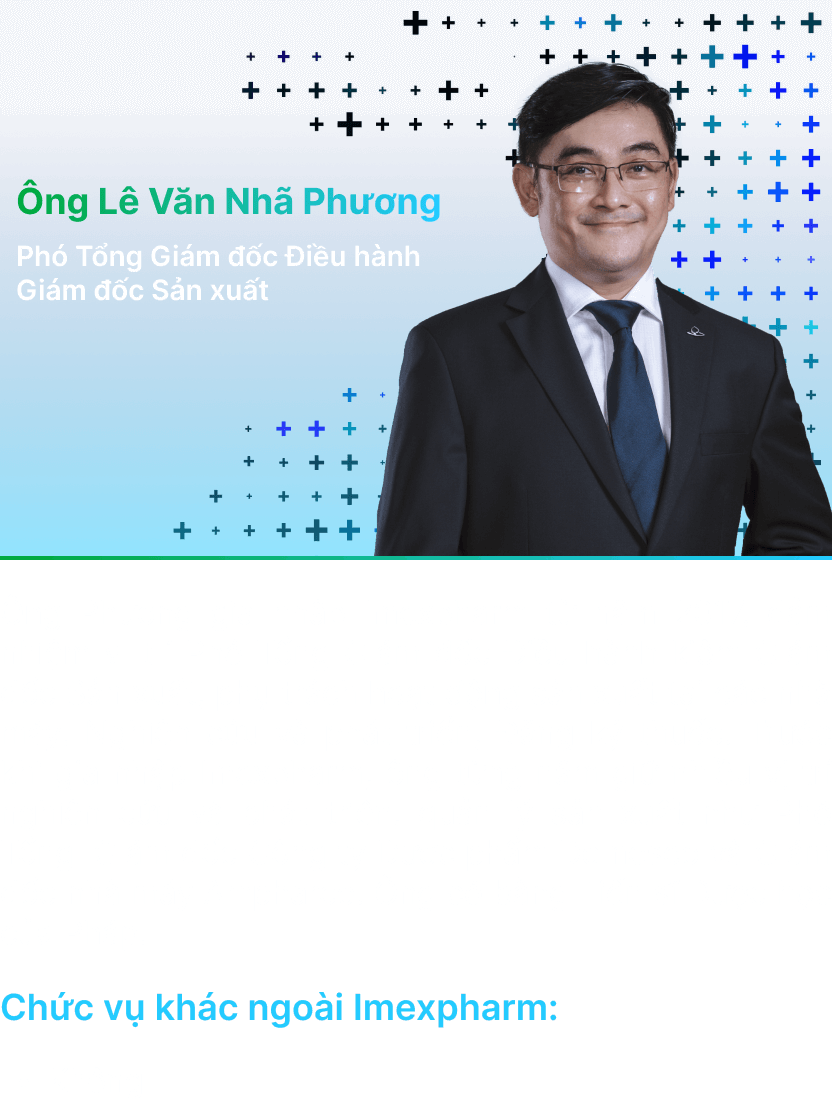 Ông Lê Văn Nhã Phương
Phó Tổng Giám đốc Điều hành
Giám đốc Sản xuất
Chức vụ khác ngoài Imexpharm: